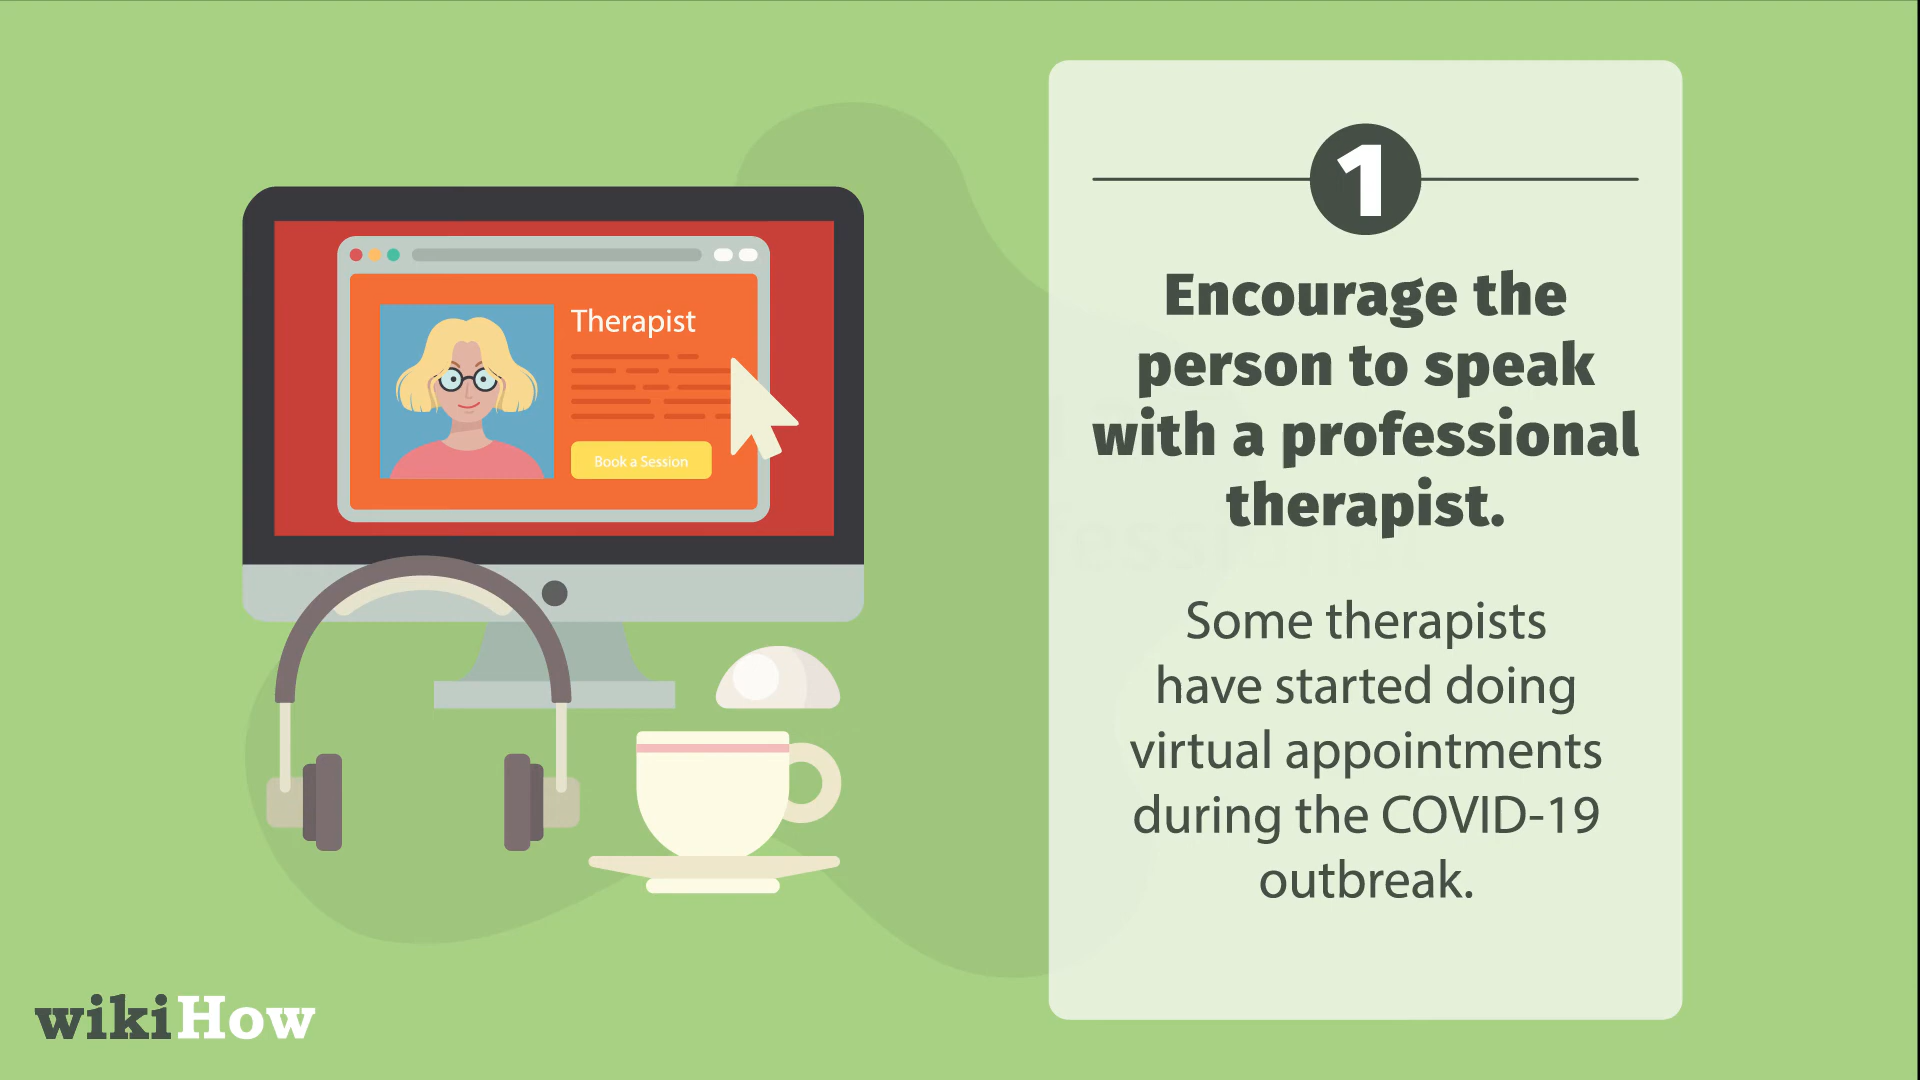 Therapist
Book a Session
1
Encourage the
person to speak
with a professional
therapist.
Some therapists
have started doing
virtual appointments
during the COVID-19
outbreak.
wikiHow